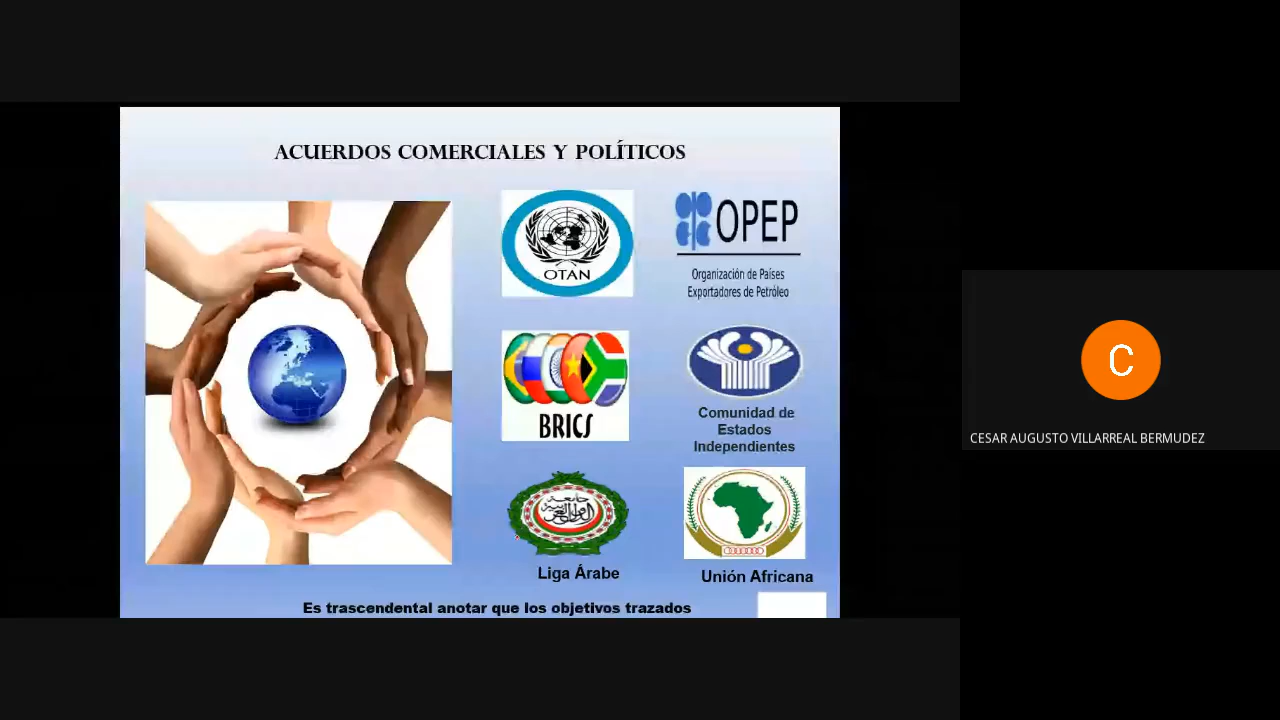 ACUERDOS COMERCIALES Y POLÍTICOS
OTAN
OPEP
Organización de Países
Exportadores de Petróleo
BRICS
Comunidad de
Estados
Independientes
Liga Árabe
Unión Africana
Es trascendental anotar que los objetivos trazados
C
CESAR AUGUSTO VILLARREAL BERMUDEZ